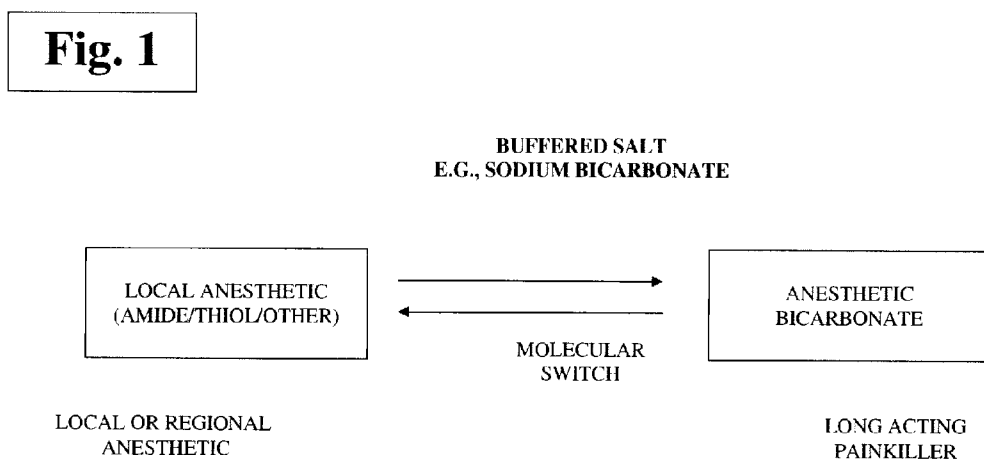 Fig. 1
BUFFERED SALT
E.G., SODIUM BICARBONATE
LOCAL ANESTHETIC
(AMIDE/THIOL/OTHER)
ANESTHETIC
BICARBONATE
MOLECULAR
SWITCH
LOCAL OR REGIONAL
ANESTHETIC
LONG ACTING
PAINKILLER